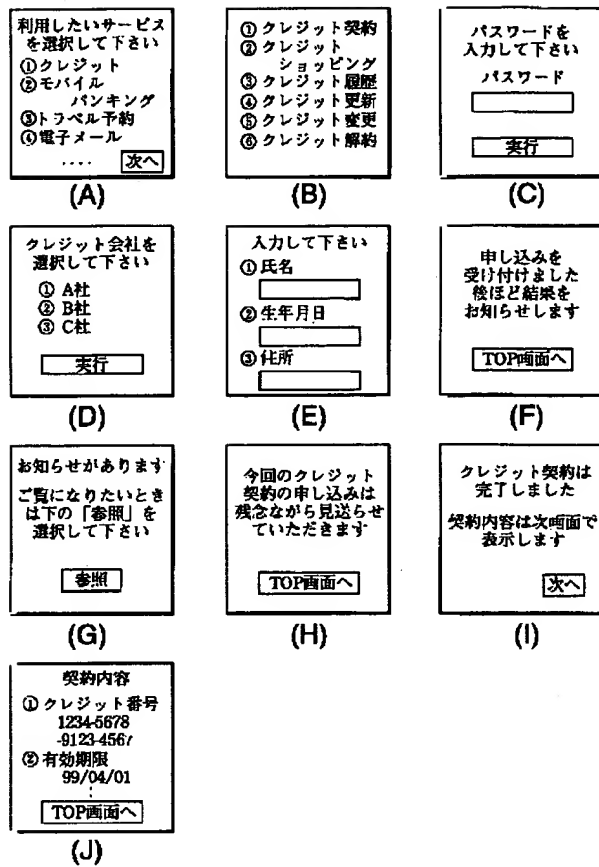 利用したいサービス
を選択して下さい
①クレジット
②モバイル
バンキング
③トラベル予約
④電子メール
‥‥ 次へ
(A)
①クレジット契約
②クレジット
ショッピング
③クレジット履歴
④クレジット更新
⑤クレジット変更
⑥クレジット解約
(B)
パスワードを
入力して下さい
パスワード
実行
(C)
クレジット会社を
選択して下さい
① A社
② B社
③ C社
実行
(D)
入力して下さい
①氏名
②生年月日
③住所
(E)
申し込みを
受け付けました
後ほど結果を
お知らせします
TOP画面へ
(F)
お知らせがあります
ご覧になりたいとき
は下の「参照」を
選択して下さい
参照
(G)
今回のクレジット
契約の申し込みは
残念ながら見送らせ
ていただきます
TOP画面へ
(H)
クレジット契約は
完了しました
契約内容は次画面で
表示します
次へ
(I)
契約内容
①クレジット番号
1234-5678
-9123-4567
②有効期限
99/04/01
⋮
TOP画面へ
(J)